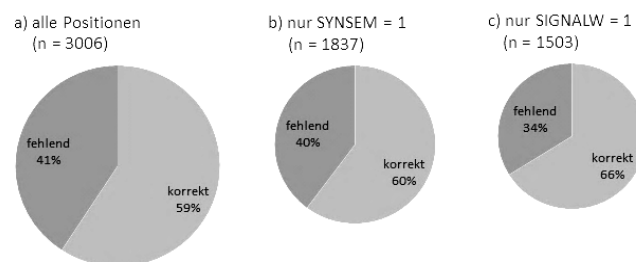 a) alle Positionen
(n = 3006)
fehlend
41%
korrekt
59%
b) nur SYNSEM = 1
(n = 1837)
fehlend
40%
korrekt
60%
c) nur SIGNALW = 1
(n = 1503)
fehlend
34%
korrekt
66%